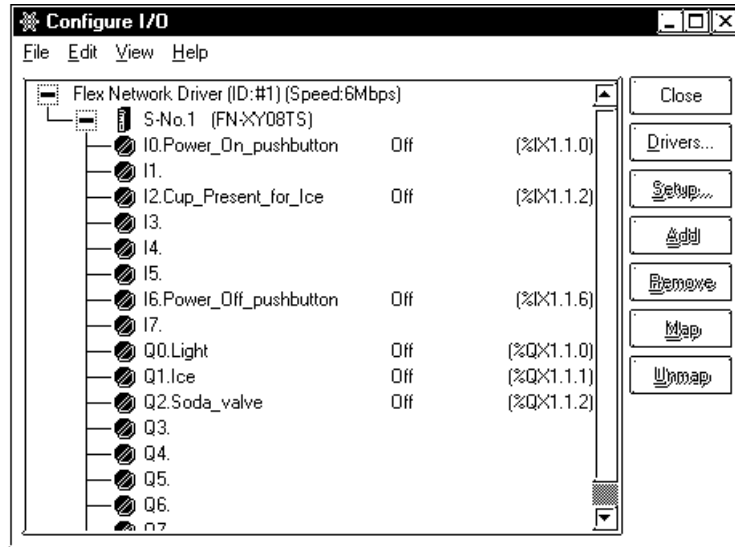 Configure I/O
File Edit View Help
Flex Network Driver (ID:#1) (Speed:6Mbps)
S-No.1 (FN-XY08TS)
I0.Power_On_pushbutton Off (%IX1.1.0)
I1.
I2.Cup_Present_for_Ice Off (%IX1.1.2)
I3.
I4.
I5.
I6.Power_Off_pushbutton Off (%IX1.1.6)
I7.
Q0.Light Off (%QX1.1.0)
Q1.Ice Off (%QX1.1.1)
Q2.Soda_valve Off (%QX1.1.2)
Q3.
Q4.
Q5.
Q6.
Q7.
Close
Drivers...
Setup...
Add
Remove
Map
Unmap